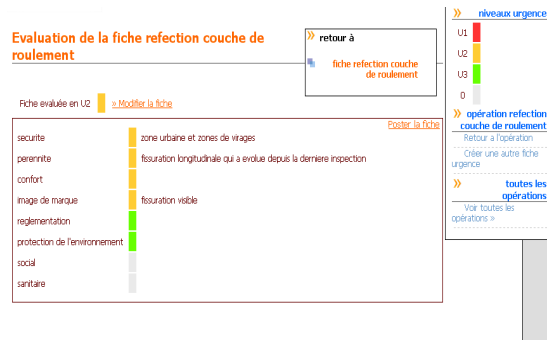 Evaluation de la fiche refection couche de
roulement
» retour à
fiche refection couche
de roulement
Fiche evaluée en U2 » Modifier la fiche
Poster la fiche
securite zone urbaine et zones de virages
perennite fissuration longitudinale qui a evolue depuis la derniere inspection
confort
image de marque fissuration visible
reglementation
protection de l'environnement
social
sanitaire
» niveaux urgence
U1
U2
U3
0
» opération refection
couche de roulement
Retour a l'opération
Créer une autre fiche
urgence
» toutes les
opérations
Voir toutes les
opérations »